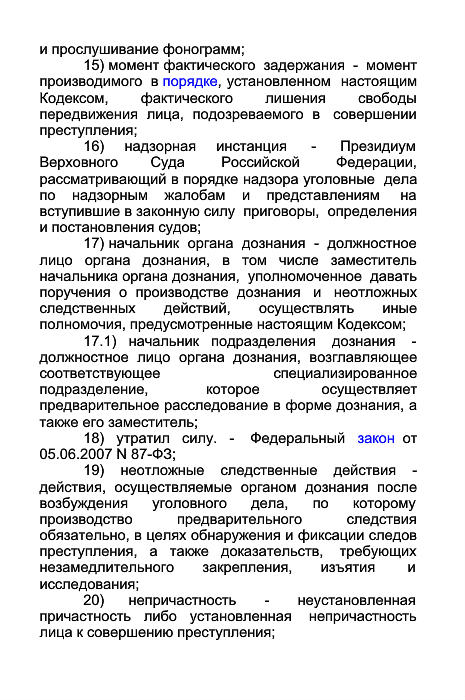 и прослушивание фонограмм;
15) момент фактического задержания - момент
производимого в порядке, установленном настоящим
Кодексом, фактического лишения свободы
передвижения лица, подозреваемого в совершении
преступления;
16) надзорная инстанция - Президиум
Верховного Суда Российской Федерации,
рассматривающий в порядке надзора уголовные дела
по надзорным жалобам и представлениям на
вступившие в законную силу приговоры, определения
и постановления судов;
17) начальник органа дознания - должностное
лицо органа дознания, в том числе заместитель
начальника органа дознания, уполномоченное давать
поручения о производстве дознания и неотложных
следственных действий, осуществлять иные
полномочия, предусмотренные настоящим Кодексом;
17.1) начальник подразделения дознания -
должностное лицо органа дознания, возглавляющее
соответствующее специализированное
подразделение, которое осуществляет
предварительное расследование в форме дознания, а
также его заместитель;
18) утратил силу. - Федеральный закон от
05.06.2007 N 87-ФЗ;
19) неотложные следственные действия -
действия, осуществляемые органом дознания после
возбуждения уголовного дела, по которому
производство предварительного следствия
обязательно, в целях обнаружения и фиксации следов
преступления, а также доказательств, требующих
незамедлительного закрепления, изъятия и
исследования;
20) непричастность - неустановленная
причастность либо установленная непричастность
лица к совершению преступления;